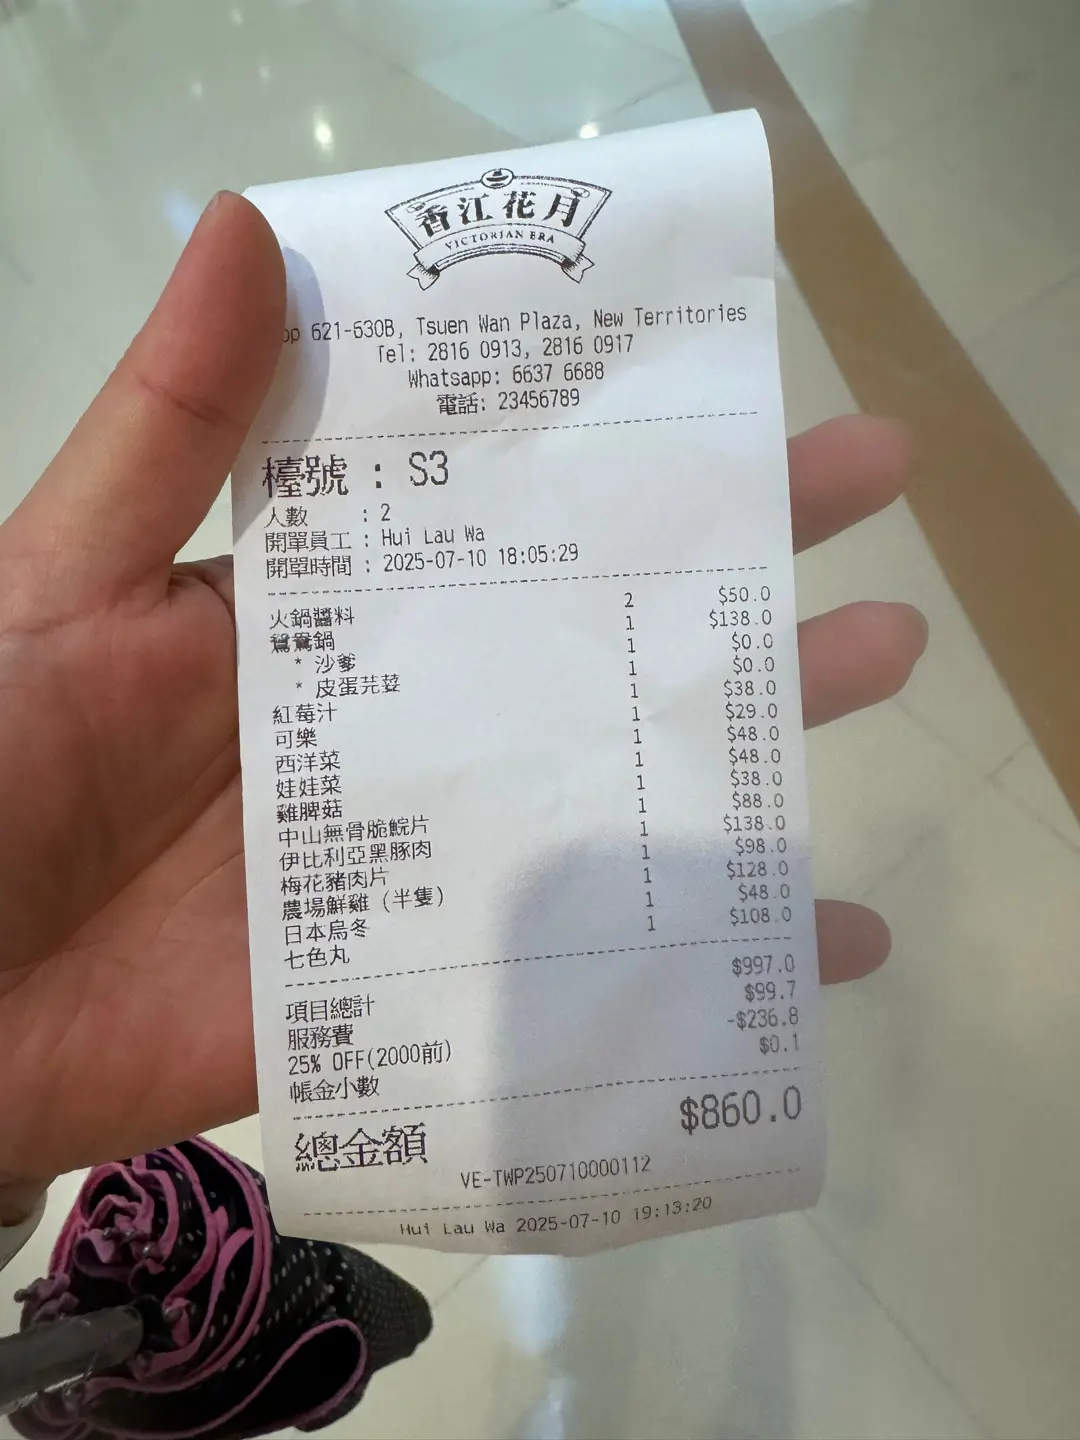 香江花月
VICTORIAN ERA
op 621-630B, Tsuen Wan Plaza, New Territories
Tel: 2816 0913, 2816 0917
Whatsapp: 6637 6688
電話: 23456789
檯號 : S3
人數 : 2
開單員工 : Hui Lau Wa
開單時間 : 2025-07-10 18:05:29
火鍋醬料 2 $50.0
鴛鴦鍋 1 $138.0
* 沙爹 1 $0.0
* 皮蛋芫荽 1 $0.0
紅莓汁 1 $38.0
可樂 1 $29.0
西洋菜 1 $48.0
娃娃菜 1 $48.0
雞脾菇 1 $38.0
中山無骨脆鯇片 1 $88.0
伊比利亞黑豚肉 1 $138.0
梅花豬肉片 1 $98.0
農場鮮雞 (半隻) 1 $128.0
日本烏冬 1 $48.0
七色丸 1 $108.0
項目總計 $997.0
服務費 $99.7
25% OFF(2000前) -$236.8
帳金小數 $0.1
總金額 $860.0
VE-TWP250710000112
Hui Lau Wa 2025-07-10 19:13:20